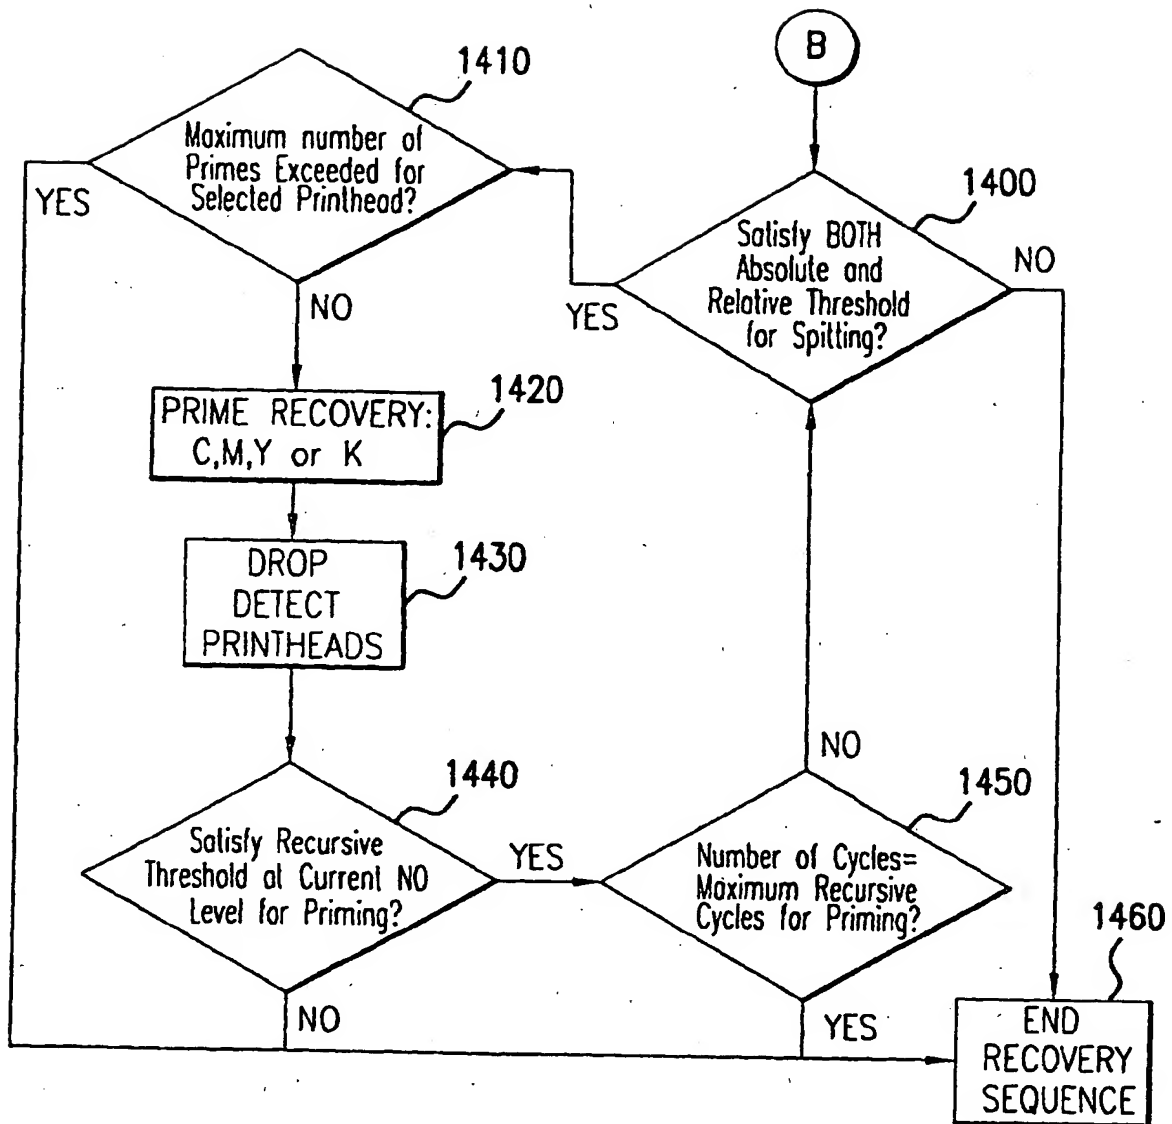 B
1410
Maximum number of
Primes Exceeded for
Selected Printhead?
YES
NO
1400
Satisfy BOTH
Absolute and
Relative Threshold
for Spitting?
NO
YES
1420
PRIME RECOVERY:
C,M,Y or K
1430
DROP
DETECT
PRINTHEADS
1440
Satisfy Recursive
Threshold at Current NO
Level for Priming?
YES
NO
1450
Number of Cycles=
Maximum Recursive
Cycles for Priming?
NO
YES
1460
END
RECOVERY
SEQUENCE